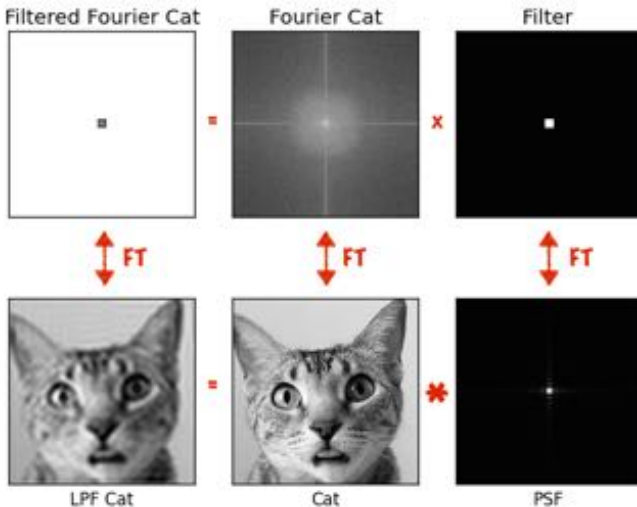 Filtered Fourier Cat Fourier Cat Filter
= x
FT FT FT
= *
LPF Cat Cat PSF